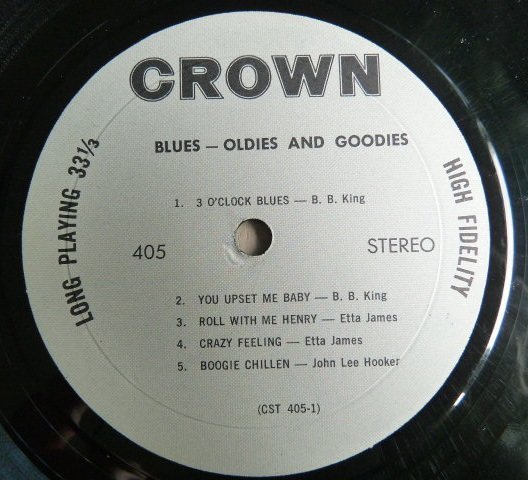 CROWN
BLUES — OLDIES AND GOODIES
LONG PLAYING 33⅓
HIGH FIDELITY
1. 3 O'CLOCK BLUES — B. B. King
405
STEREO
2. YOU UPSET ME BABY — B. B. King
3. ROLL WITH ME HENRY — Etta James
4. CRAZY FEELING — Etta James
5. BOOGIE CHILLEN — John Lee Hooker
(CST 405-1)